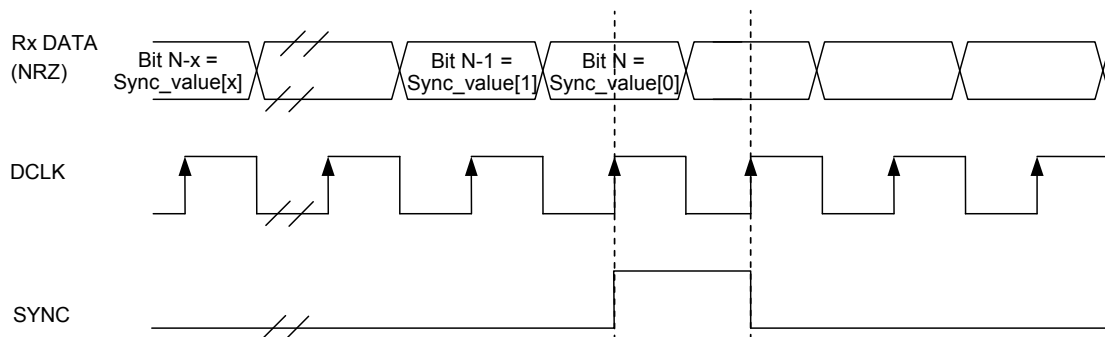 Rx DATA
(NRZ)
Bit N-x =
Sync_value[x]
Bit N-1 =
Sync_value[1]
Bit N =
Sync_value[0]
DCLK
SYNC